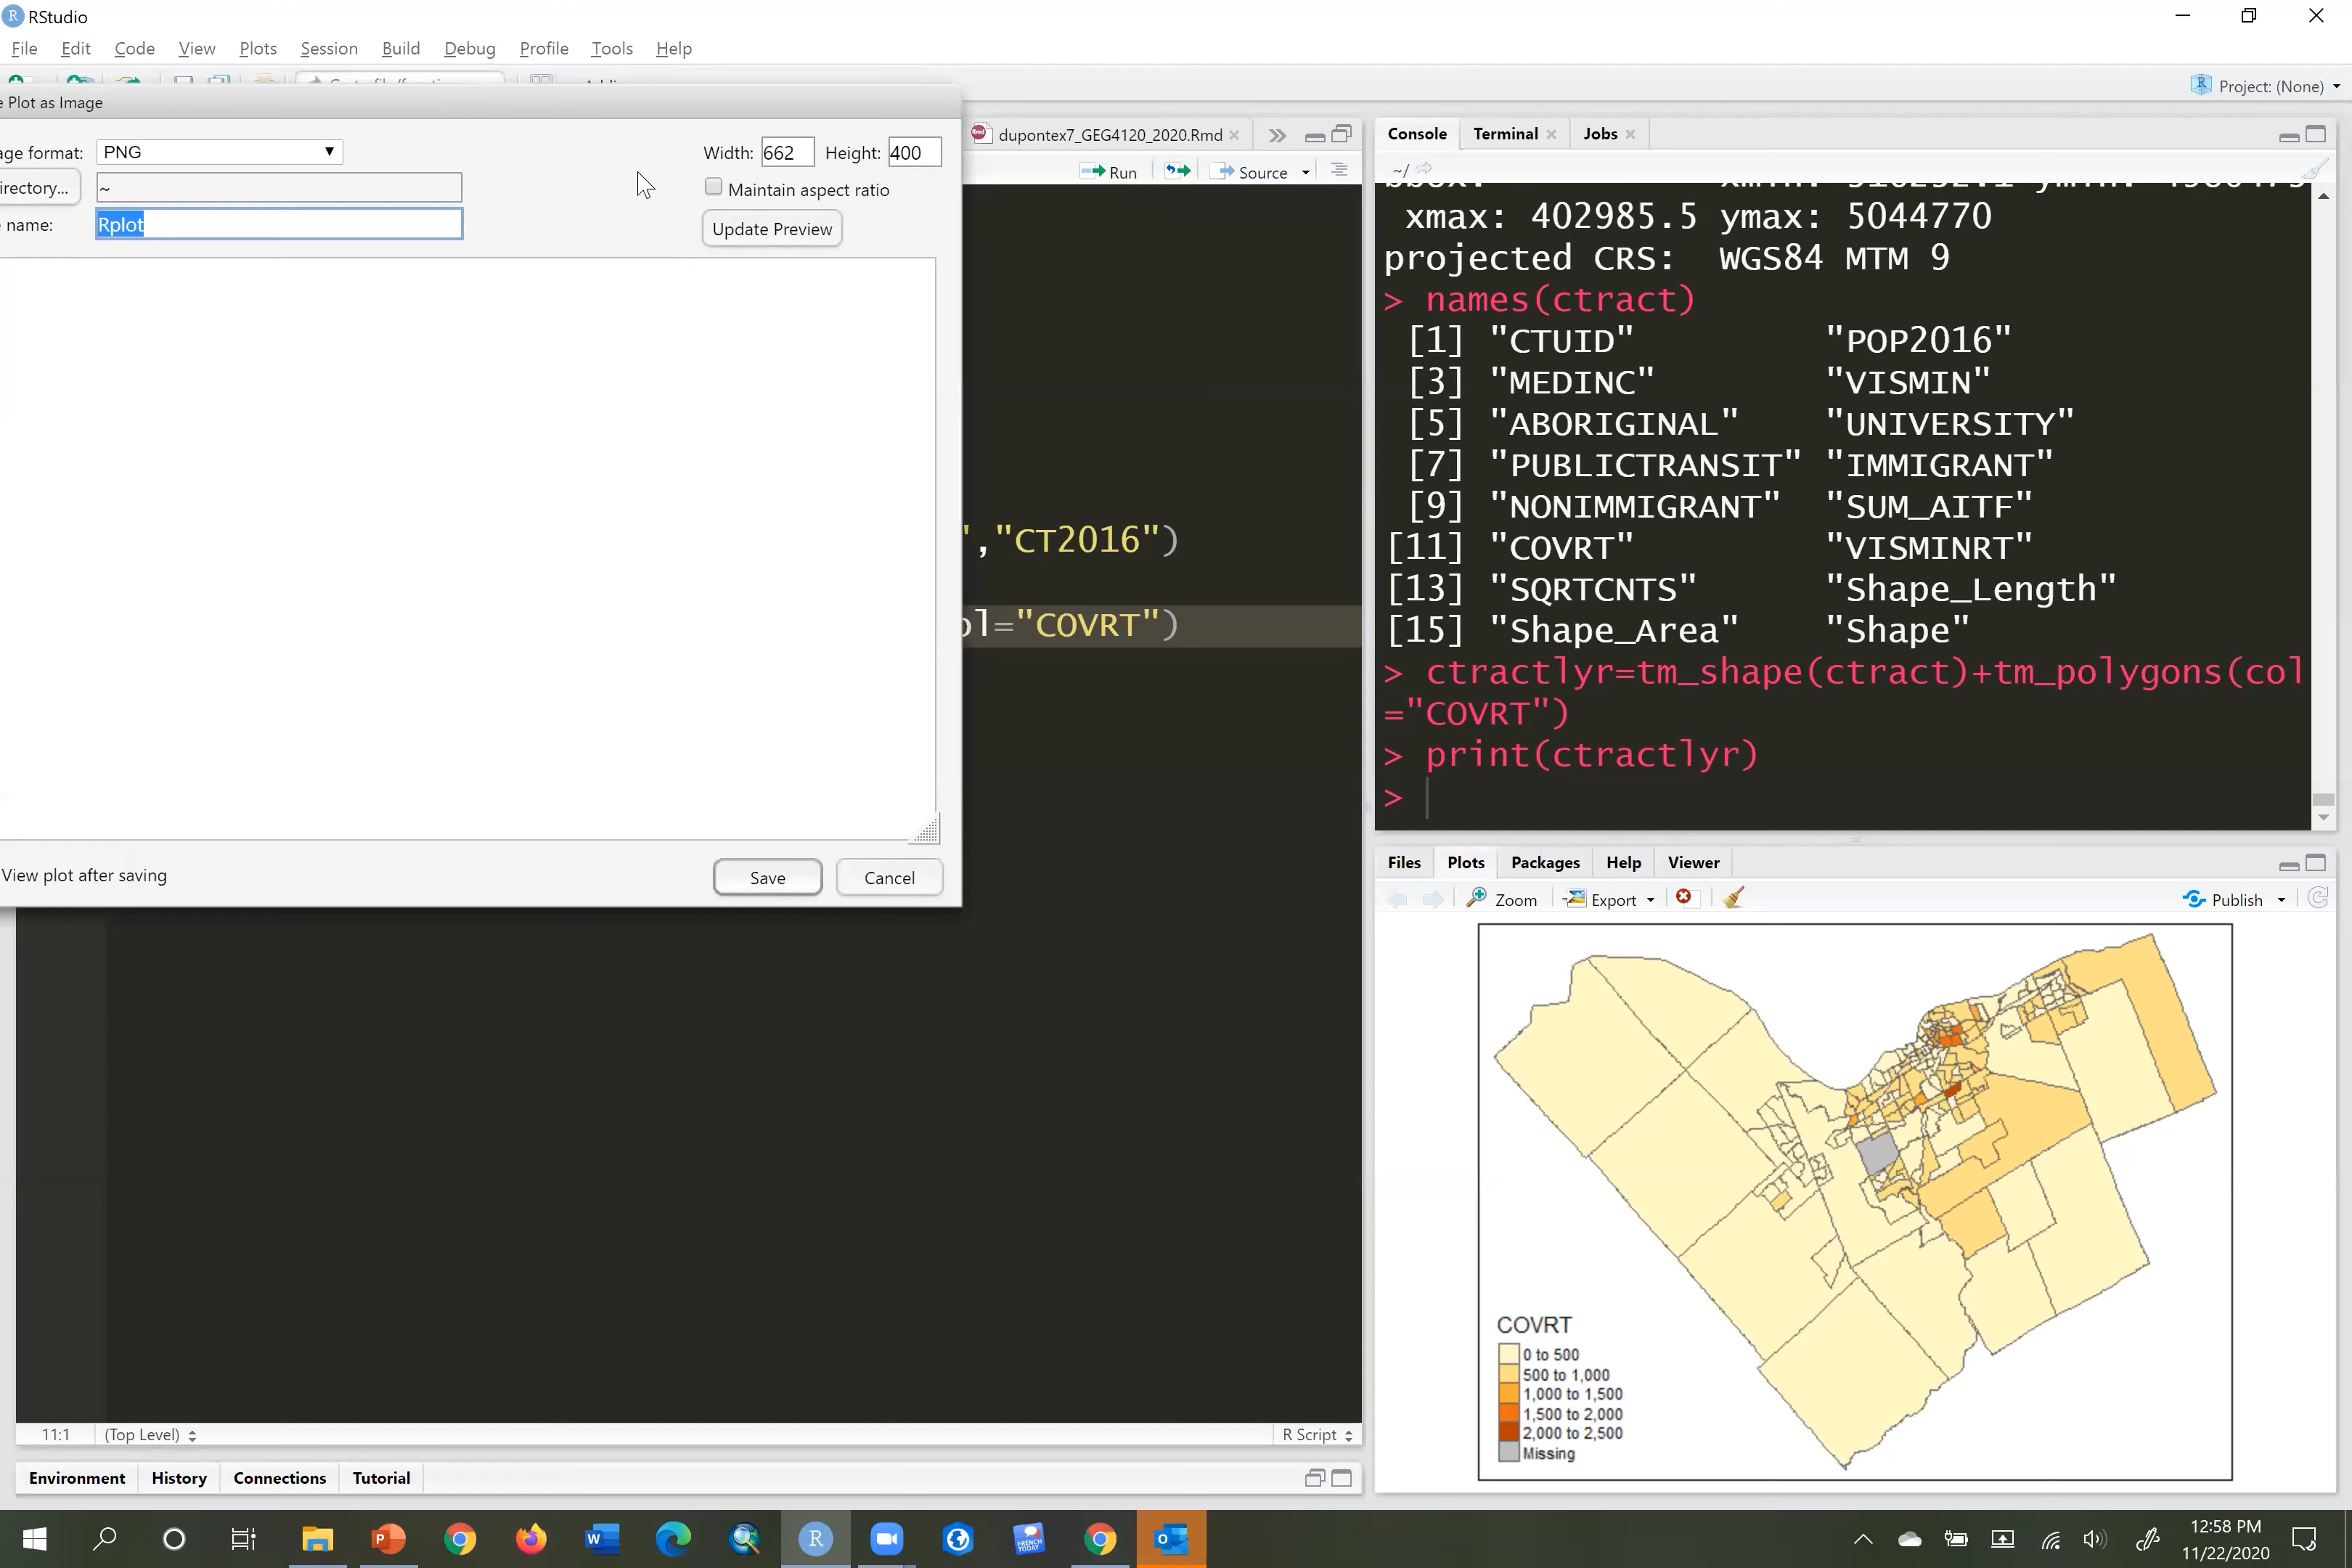 RStudio
File Edit Code View Plots Session Build Debug Profile Tools Help
Project: (None)
Plot as Image
age format: PNG
Width: 662 Height: 400
irectory... ~
Maintain aspect ratio
e name: Rplot
Update Preview
View plot after saving
Save Cancel
dupontex7_GEG4120_2020.Rmd
Run Source
,"CT2016")
ol="COVRT")
11:1 (Top Level) R Script
Environment History Connections Tutorial
Console Terminal Jobs
~/
xmax: 402985.5 ymax: 5044770
projected CRS: WGS84 MTM 9
> names(ctract)
[1] "CTUID" "POP2016"
[3] "MEDINC" "VISMIN"
[5] "ABORIGINAL" "UNIVERSITY"
[7] "PUBLICTRANSIT" "IMMIGRANT"
[9] "NONIMMIGRANT" "SUM_AITF"
[11] "COVRT" "VISMINRT"
[13] "SQRTCNTS" "Shape_Length"
[15] "Shape_Area" "Shape"
> ctractlyr=tm_shape(ctract)+tm_polygons(col
="COVRT")
> print(ctractlyr)
>
Files Plots Packages Help Viewer
Zoom Export Publish
COVRT
0 to 500
500 to 1,000
1,000 to 1,500
1,500 to 2,000
2,000 to 2,500
Missing
FRENCH
TODAY
12:58 PM
11/22/2020